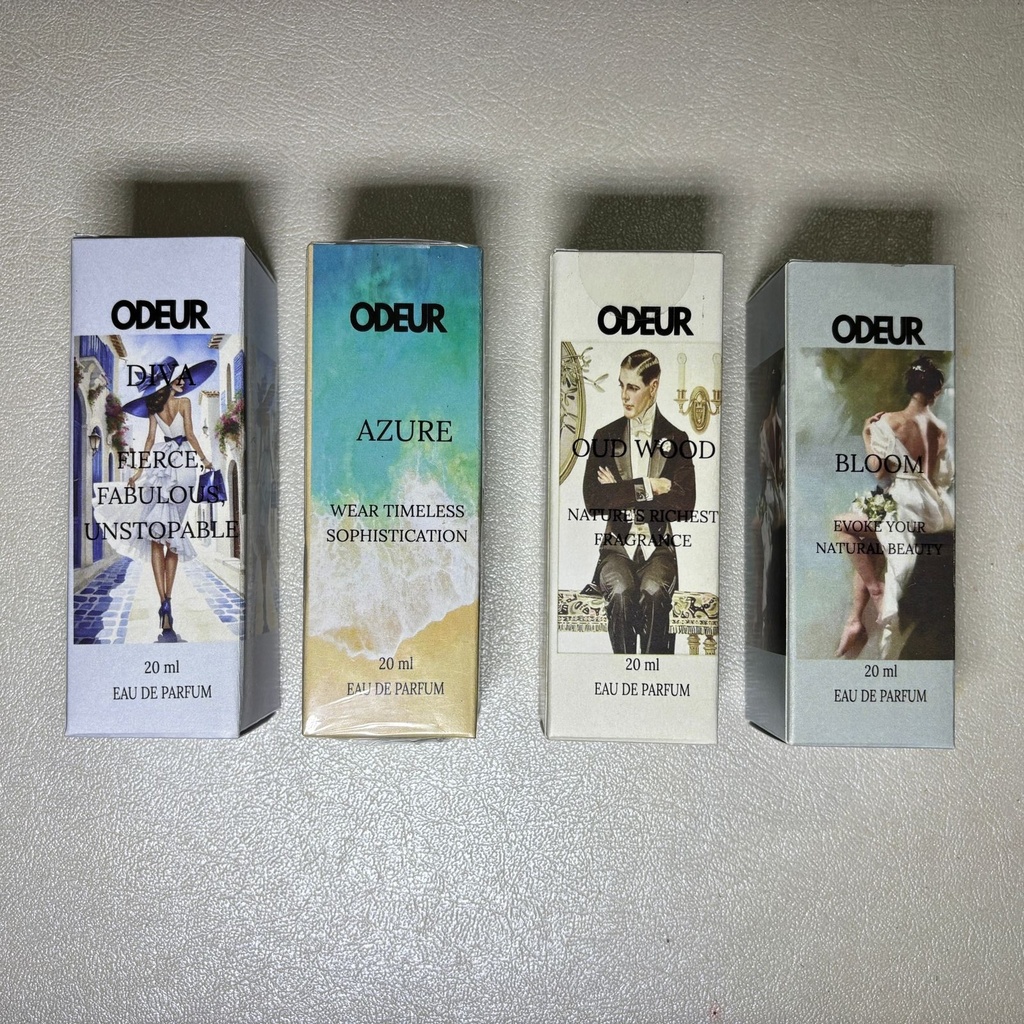 ODEUR
DIVA
FIERCE,
FABULOUS,
UNSTOPABLE
20 ml
EAU DE PARFUM
ODEUR
AZURE
WEAR TIMELESS
SOPHISTICATION
20 ml
EAU DE PARFUM
ODEUR
OUD WOOD
NATURE'S RICHEST
FRAGRANCE
20 ml
EAU DE PARFUM
ODEUR
BLOOM
EVOKE YOUR
NATURAL BEAUTY
20 ml
EAU DE PARFUM